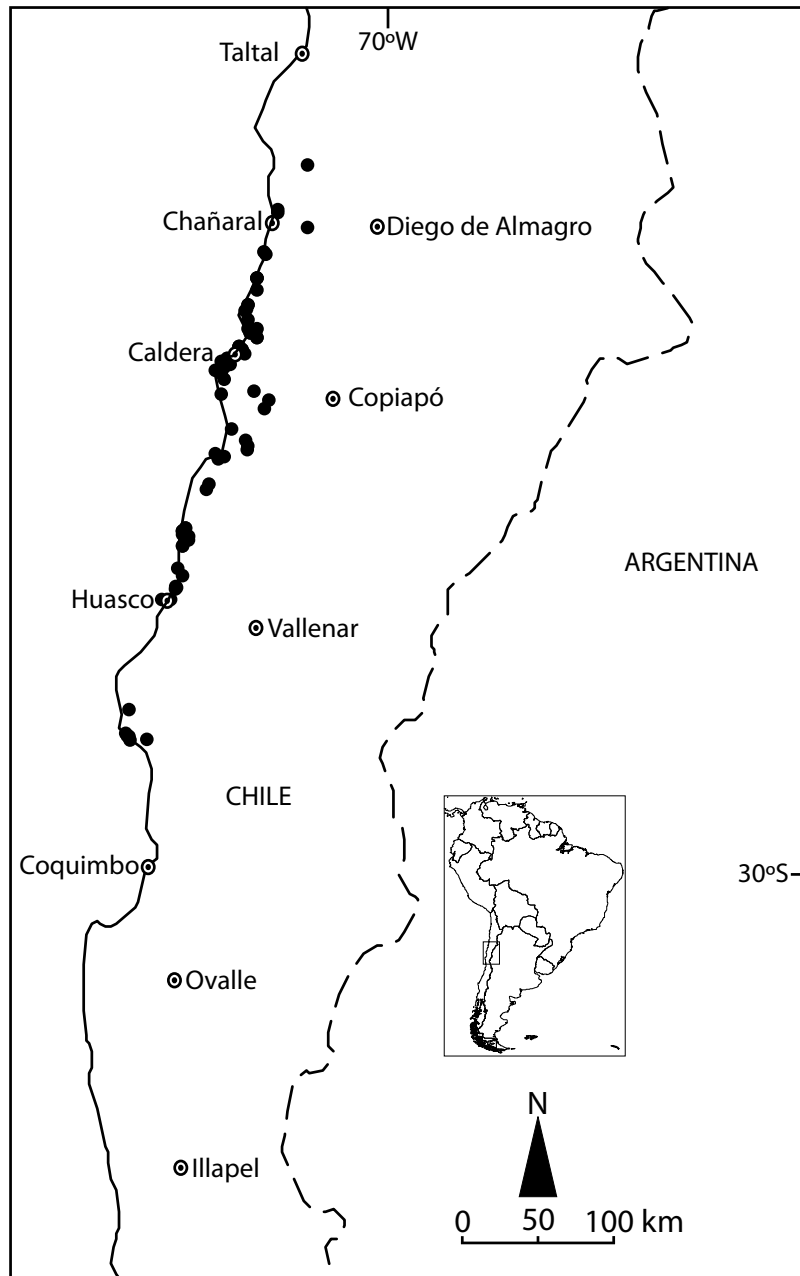 70ºW
Taltal
Chañaral
Diego de Almagro
Caldera
Copiapó
ARGENTINA
Huasco
Vallenar
CHILE
Coquimbo
30ºS
Ovalle
N
Illapel
0 50 100 km